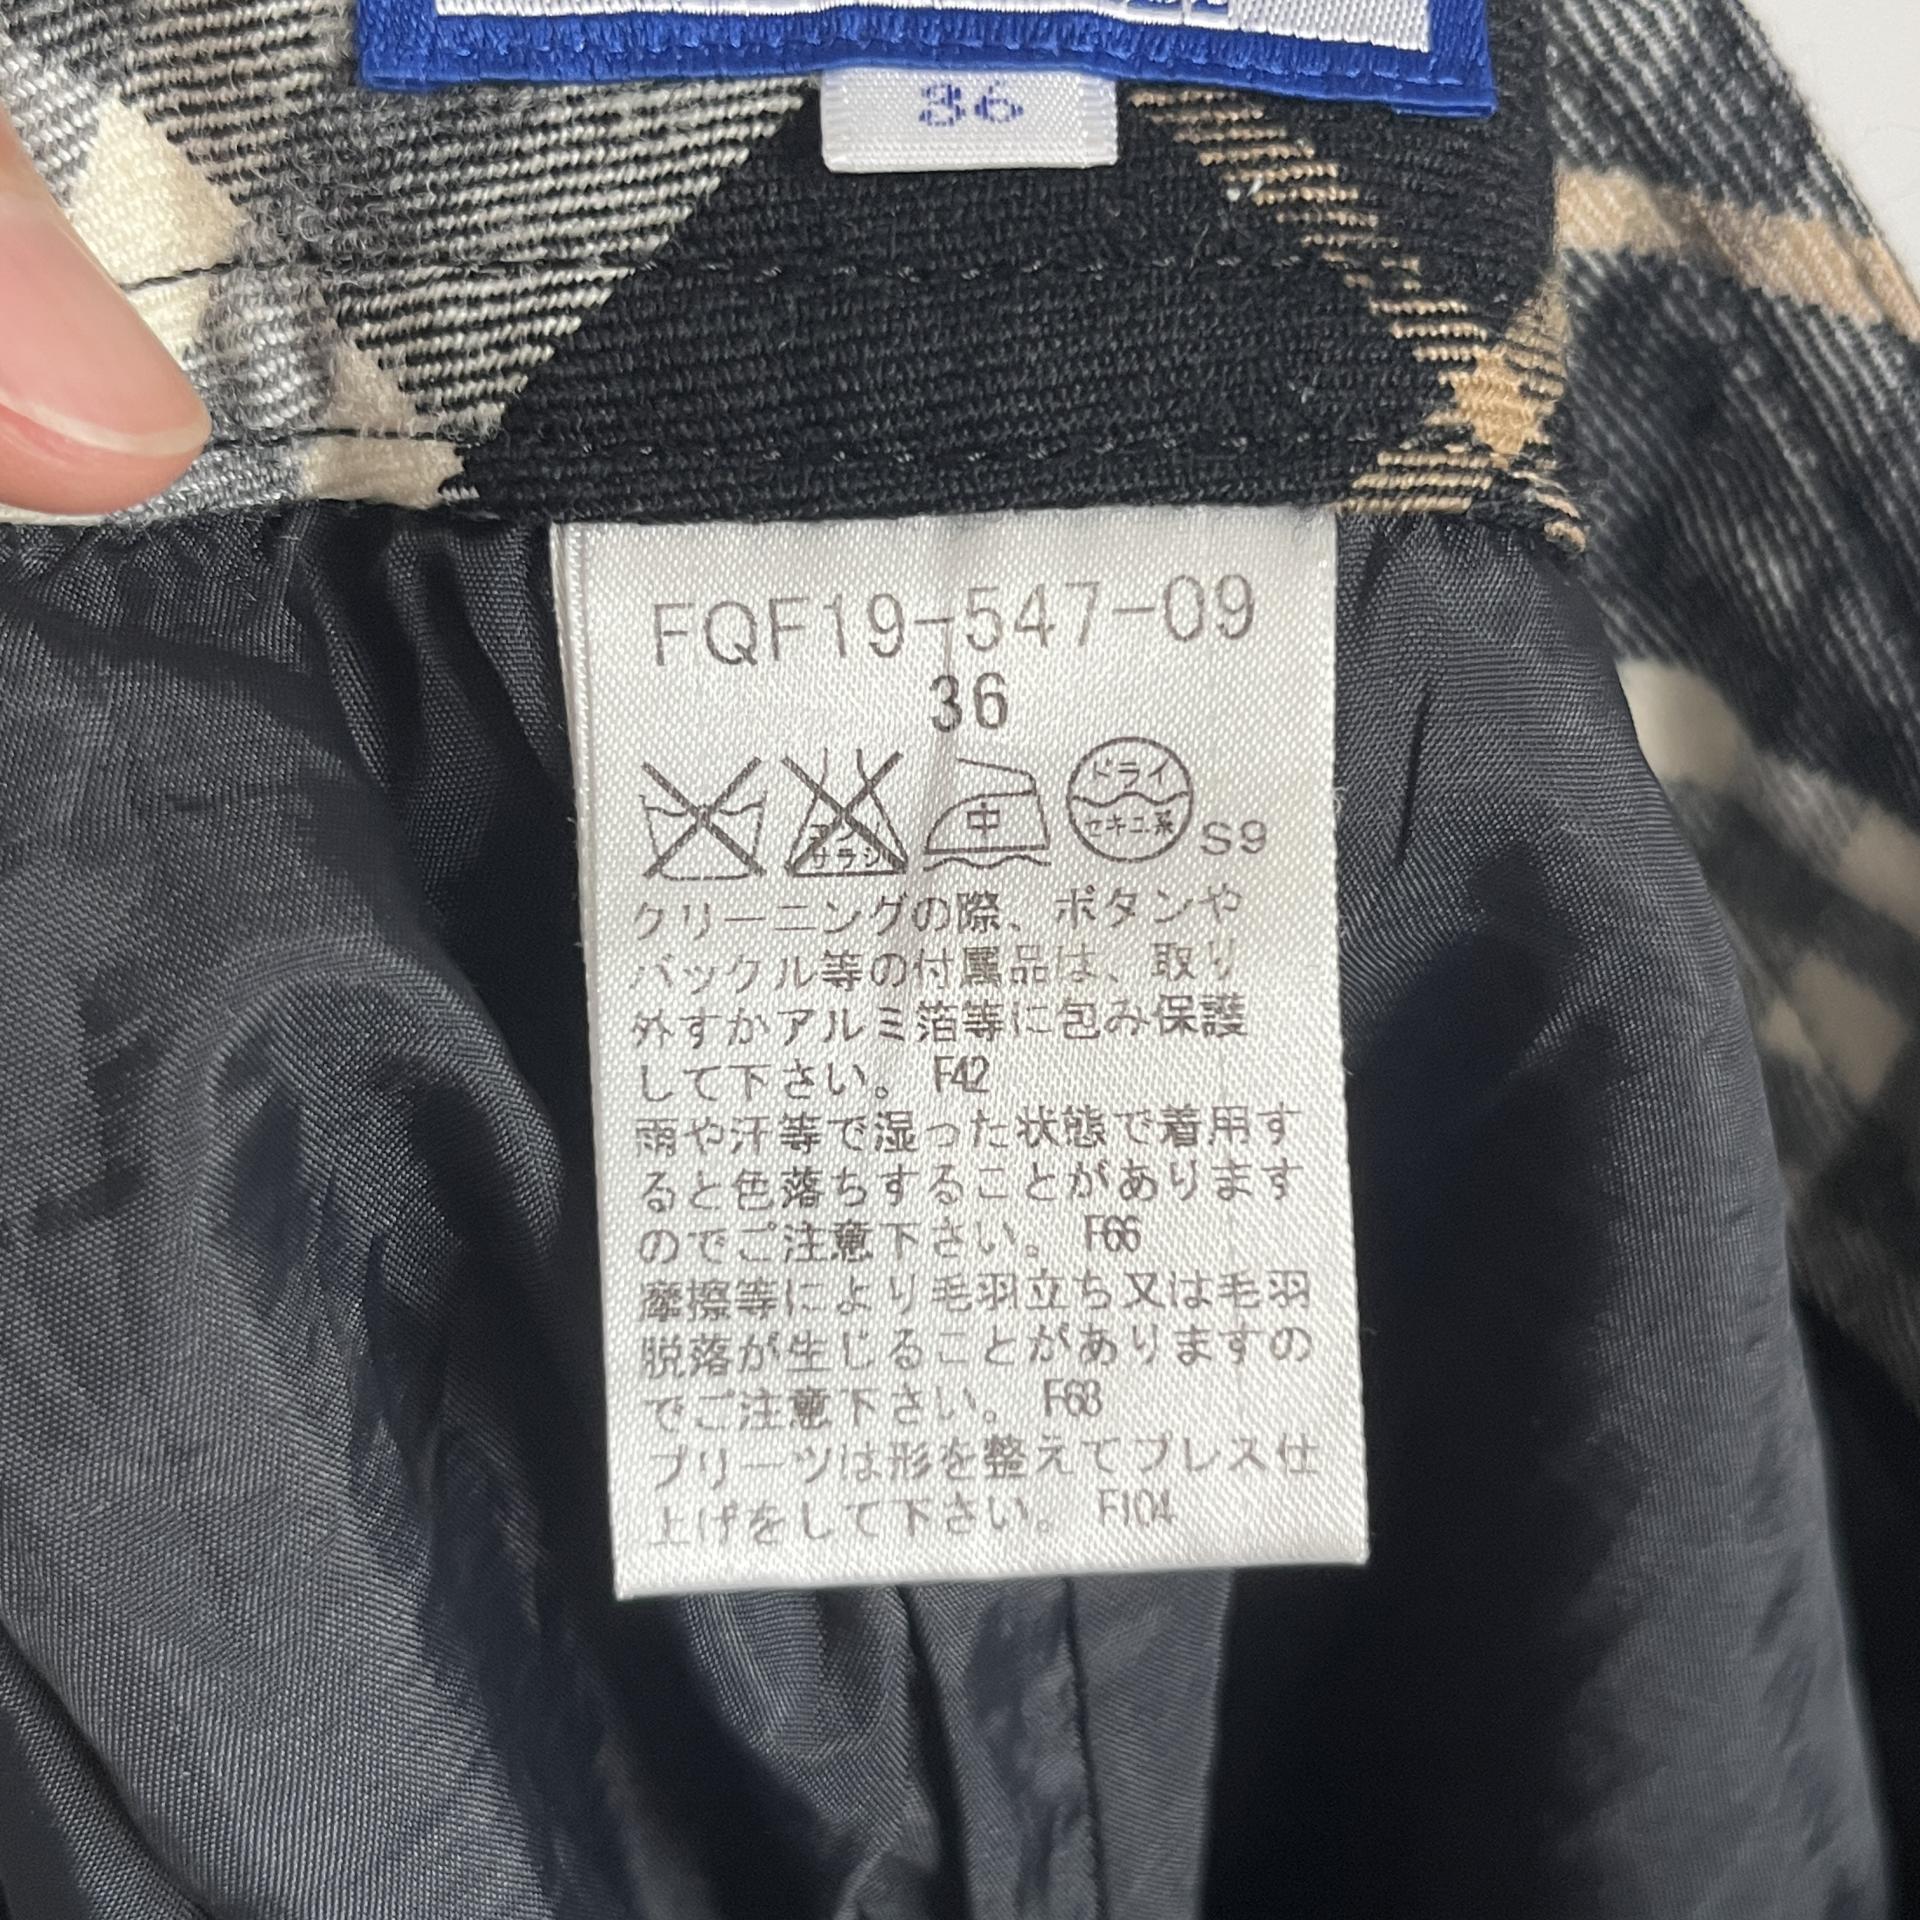 36
FQF19-547-09
36
エンソ
サラシ
中
ドライ
セキユ系
S9
クリーニングの際、ボタンや
バックル等の付属品は、取り
外すかアルミ箔等に包み保護
して下さい。 F42
雨や汗等で湿った状態で着用す
ると色落ちすることがあります
のでご注意下さい。 F66
摩擦等により毛羽立ち又は毛羽
脱落が生じることがありますの
でご注意下さい。 F68
プリーツは形を整えてプレス仕
上げをして下さい。 F104